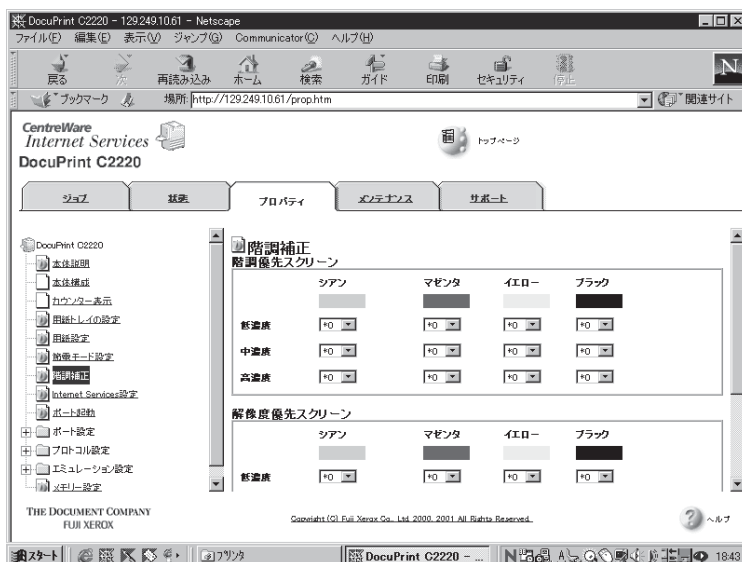 DocuPrint C2220 - 129.249.10.61 - Netscape
ファイル(F) 編集(E) 表示(V) ジャンプ(G) Communicator(C) ヘルプ(H)
戻る 次 再読み込み ホーム 検索 ガイド 印刷 セキュリティ 停止 N
ブックマーク 場所: http://129.249.10.61/prop.htm 関連サイト
CentreWare
Internet Services
DocuPrint C2220
トップページ
ジョブ 状態 プロパティ メンテナンス サポート
DocuPrint C2220
本体説明
本体構成
カウンター表示
用紙トレイの設定
用紙設定
節電モード設定
階調補正
Internet Services設定
ポート起動
ポート設定
プロトコル設定
エミュレーション設定
メモリー設定
階調補正
階調優先スクリーン
シアン マゼンタ イエロー ブラック
低濃度 *0 *0 *0 *0
中濃度 *0 *0 *0 *0
高濃度 *0 *0 *0 *0
解像度優先スクリーン
シアン マゼンタ イエロー ブラック
低濃度 *0 *0 *0 *0
THE DOCUMENT COMPANY
FUJI XEROX
Copyright (C) Fuji Xerox Co., Ltd. 2000, 2001 All Rights Reserved.
ヘルプ
スタート プリンタ DocuPrint C2220 - ... 18:43